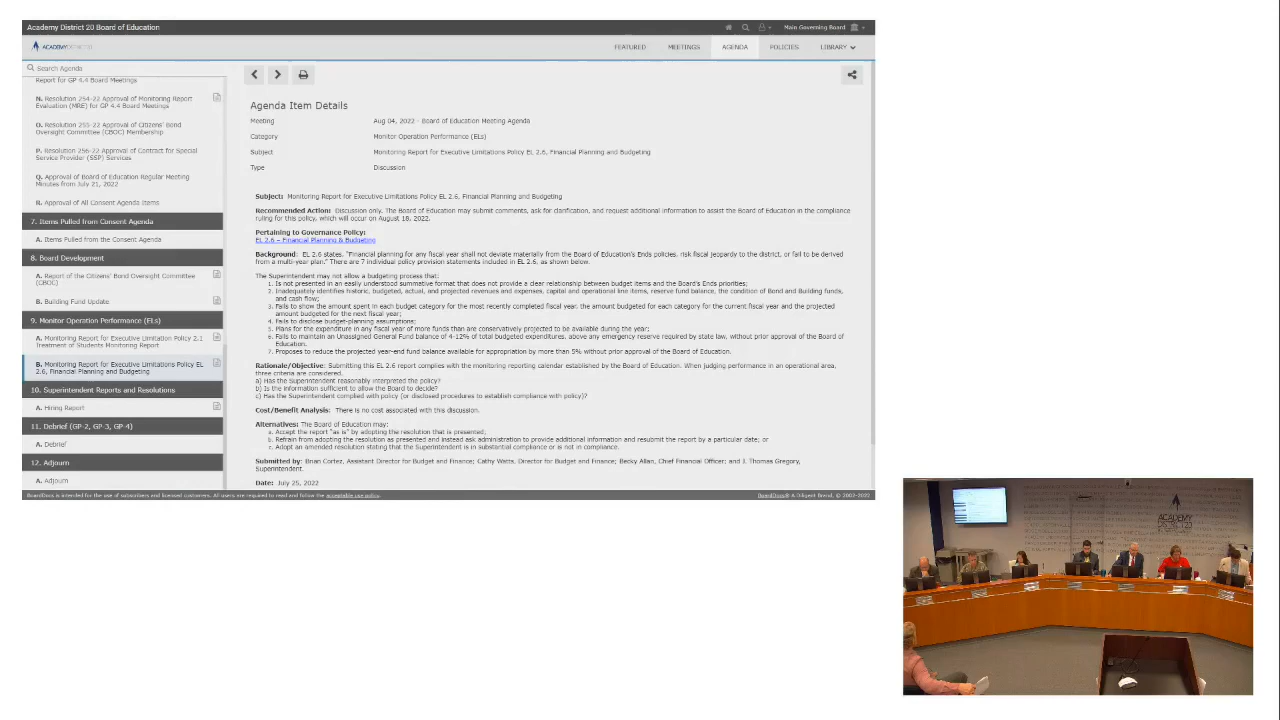 Academy District 20 Board of Education
Main Governing Board
ACADEMY DISTRICT 20
FEATURED
MEETINGS
AGENDA
POLICIES
LIBRARY
Search Agenda
Report for GP 4.4 Board Meetings
N. Resolution 254-22 Approval of Monitoring Report
Evaluation (MRE) for GP 4.4 Board Meetings
O. Resolution 255-22 Approval of Citizens' Bond
Oversight Committee (CBOC) Membership
P. Resolution 256-22 Approval of Contract for Special
Service Provider (SSP) Services
Q. Approval of Board of Education Regular Meeting
Minutes from July 21, 2022
R. Approval of All Consent Agenda Items
7. Items Pulled from Consent Agenda
A. Items Pulled from the Consent Agenda
8. Board Development
A. Report of the Citizens' Bond Oversight Committee
(CBOC)
B. Building Fund Update
9. Monitor Operation Performance (ELs)
A. Monitoring Report for Executive Limitation Policy 2.1
Treatment of Students Monitoring Report
B. Monitoring Report for Executive Limitations Policy EL
2.6, Financial Planning and Budgeting
10. Superintendent Reports and Resolutions
A. Hiring Report
11. Debrief (GP-2, GP-3, GP-4)
A. Debrief
12. Adjourn
A. Adjourn
Agenda Item Details
Meeting Aug 04, 2022 - Board of Education Meeting Agenda
Category Monitor Operation Performance (ELs)
Subject Monitoring Report for Executive Limitations Policy EL 2.6, Financial Planning and Budgeting
Type Discussion
Subject: Monitoring Report for Executive Limitations Policy EL 2.6, Financial Planning and Budgeting
Recommended Action: Discussion only. The Board of Education may submit comments, ask for clarification, and request additional information to assist the Board of Education in the compliance
ruling for this policy, which will occur on August 18, 2022.
Pertaining to Governance Policy:
EL 2.6 – Financial Planning & Budgeting
Background: EL 2.6 states, "Financial planning for any fiscal year shall not deviate materially from the Board of Education's Ends policies, risk fiscal jeopardy to the district, or fail to be derived
from a multi-year plan." There are 7 individual policy provision statements included in EL 2.6, as shown below.
The Superintendent may not allow a budgeting process that:
1. Is not presented in an easily understood summative format that does not provide a clear relationship between budget items and the Board's Ends priorities;
2. Inadequately identifies historic, budgeted, actual, and projected revenues and expenses, capital and operational line items, reserve fund balance, the condition of Bond and Building funds,
and cash flow;
3. Fails to show the amount spent in each budget category for the most recently completed fiscal year, the amount budgeted for each category for the current fiscal year and the projected
amount budgeted for the next fiscal year;
4. Fails to disclose budget-planning assumptions;
5. Plans for the expenditure in any fiscal year of more funds than are conservatively projected to be available during the year;
6. Fails to maintain an Unassigned General Fund balance of 4-12% of total budgeted expenditures, above any emergency reserve required by state law, without prior approval of the Board of
Education.
7. Proposes to reduce the projected year-end fund balance available for appropriation by more than 5% without prior approval of the Board of Education.
Rationale/Objective: Submitting this EL 2.6 report complies with the monitoring reporting calendar established by the Board of Education. When judging performance in an operational area,
three criteria are considered.
a) Has the Superintendent reasonably interpreted the policy?
b) Is the information sufficient to allow the Board to decide?
c) Has the Superintendent complied with policy (or disclosed procedures to establish compliance with policy)?
Cost/Benefit Analysis: There is no cost associated with this discussion.
Alternatives: The Board of Education may:
a. Accept the report "as is" by adopting the resolution that is presented;
b. Refrain from adopting the resolution as presented and instead ask administration to provide additional information and resubmit the report by a particular date; or
c. Adopt an amended resolution stating that the Superintendent is in substantial compliance or is not in compliance.
Submitted by: Brian Cortez, Assistant Director for Budget and Finance; Cathy Watts, Director for Budget and Finance; Becky Allan, Chief Financial Officer; and J. Thomas Gregory,
Superintendent.
Date: July 25, 2022
BoardDocs is intended for the use of subscribers and licensed customers. All users are required to read and follow the acceptable use policy.
BoardDocs® A Diligent Brand, © 2002-2022
ACADEMY
DISTRICT20